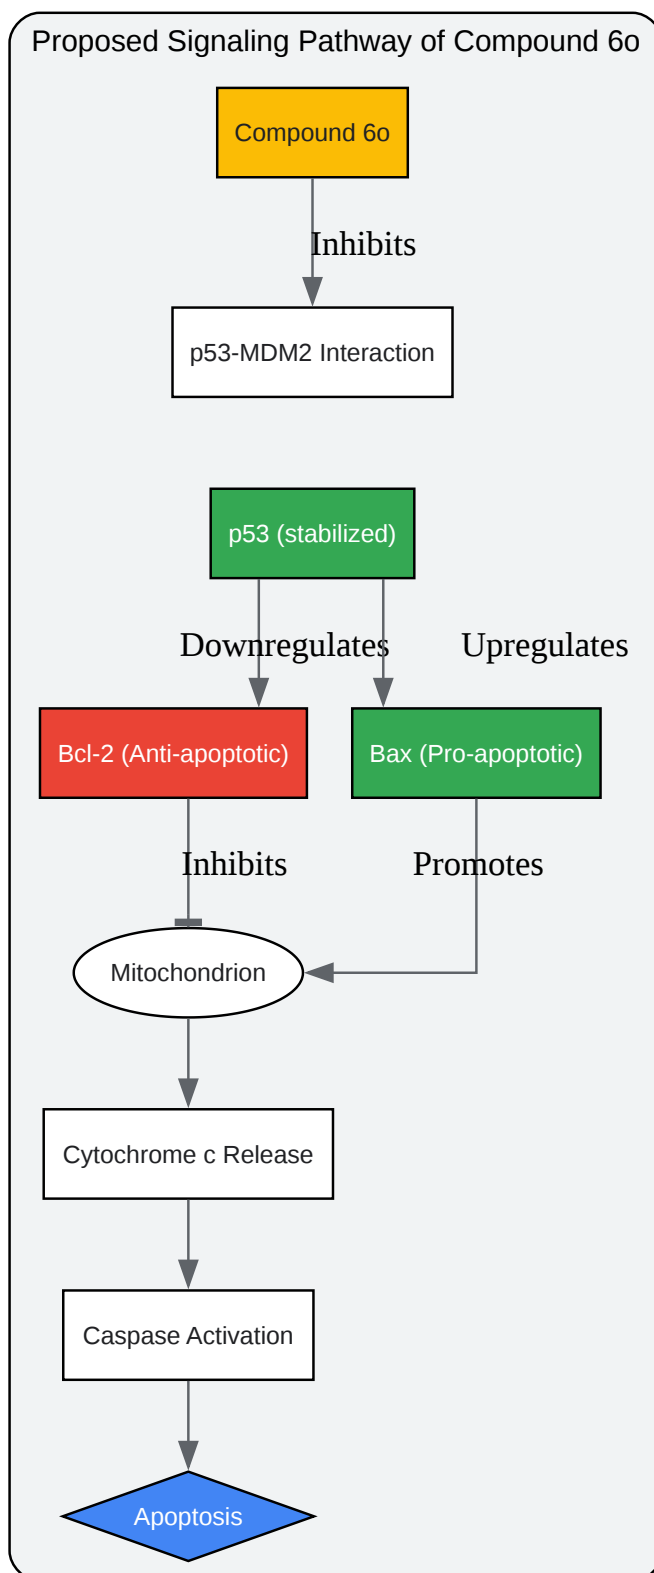 Proposed Signaling Pathway of Compound 6o
Compound 6o
Inhibits
p53-MDM2 Interaction
p53 (stabilized)
Downregulates
Upregulates
Bcl-2 (Anti-apoptotic)
Bax (Pro-apoptotic)
Inhibits
Promotes
Mitochondrion
Cytochrome c Release
Caspase Activation
Apoptosis